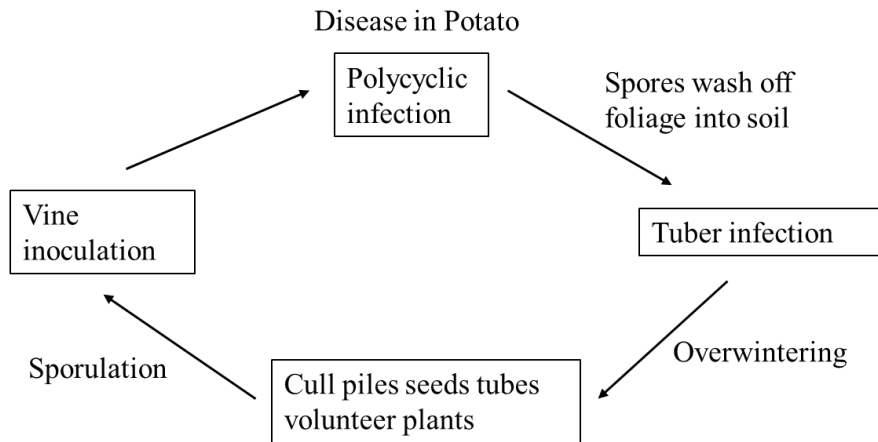 Disease in Potato
Polycyclic
infection
Spores wash off
foliage into soil
Vine
inoculation
Tuber infection
Sporulation
Overwintering
Cull piles seeds tubes
volunteer plants